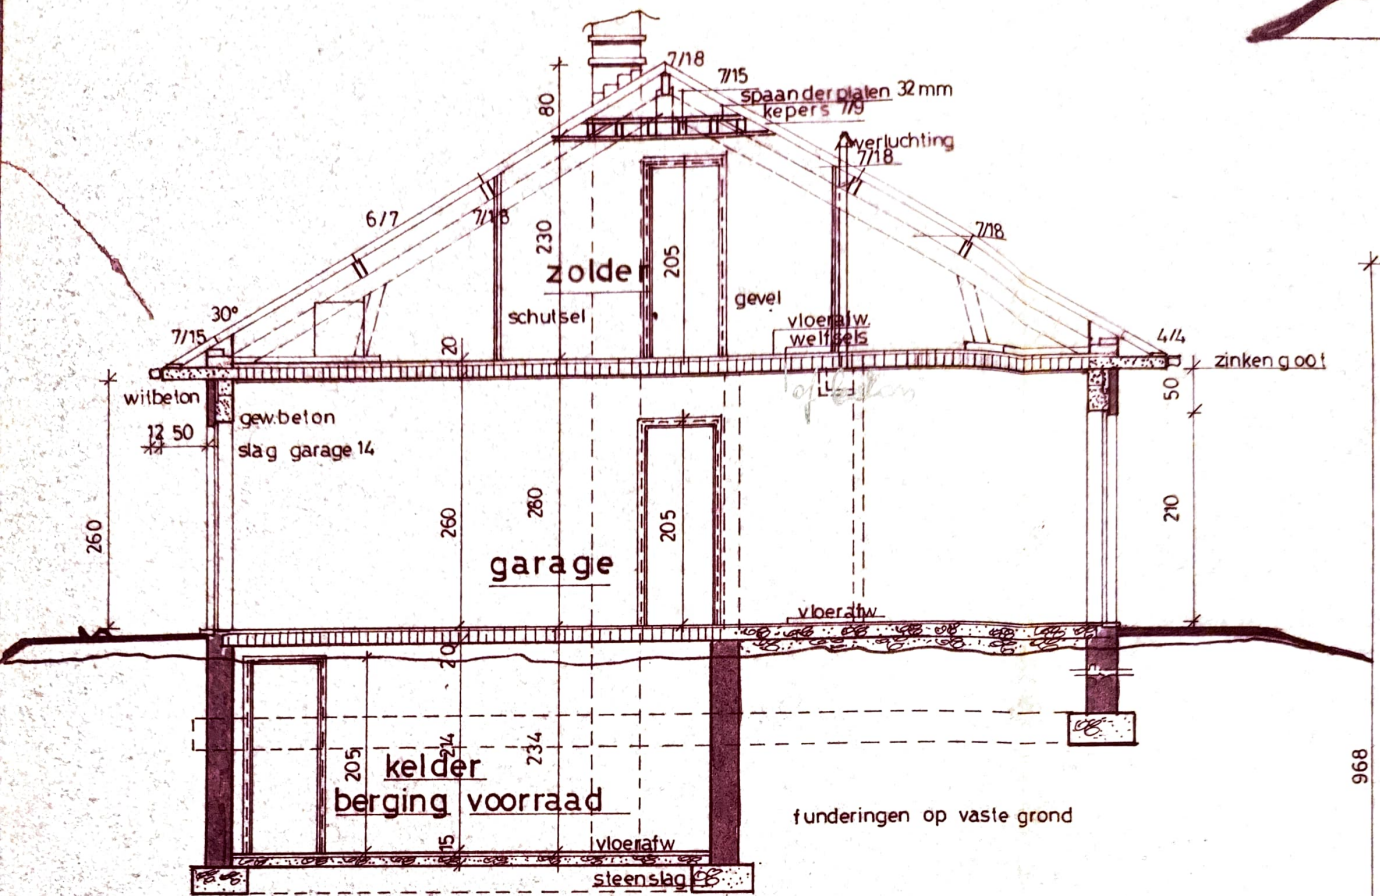 7/18
7/15
spaanderplaten 32mm
kepers 7/9
80
verluchting
7/18
6/7
7/18
7/18
230
zolder
205
gevel
30°
schutsel
vloerafw.
welfsels
7/15
20
4/4
zinken goot
witbeton
50
gew.beton
12 50
slag garage 14
260
260
280
205
210
garage
vloerafw
20
205
214
234
kelder
berging voorraad
968
funderingen op vaste grond
15
vloerafw
steenslag